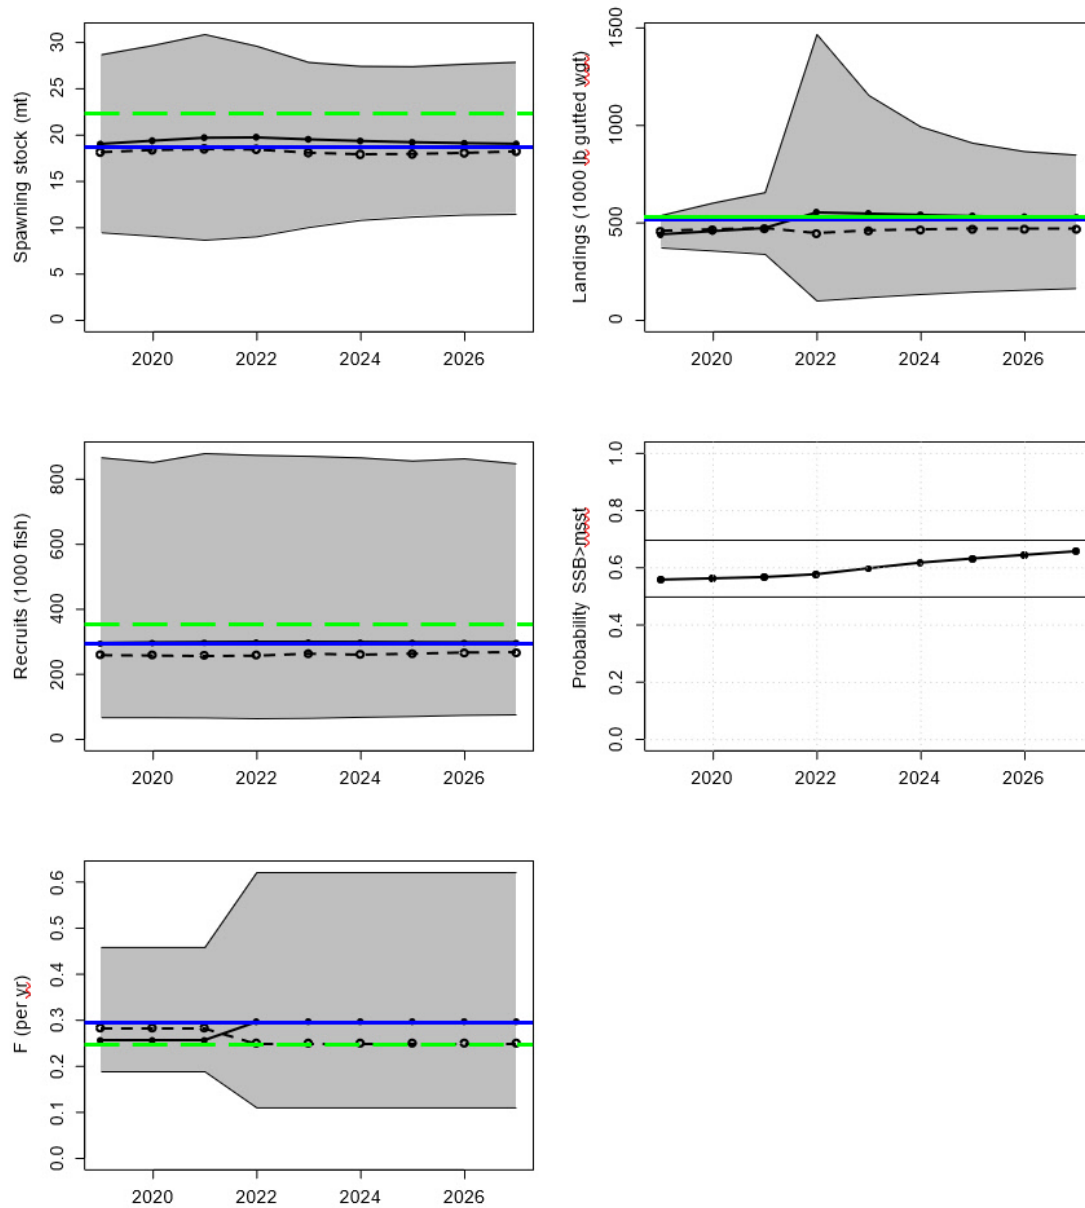 Spawning stock (mt)
0 5 10 15 20 25 30
2020 2022 2024 2026
Landings (1000 lb gutted wgt)
0 500 1000 1500
2020 2022 2024 2026
Recruits (1000 fish)
0 200 400 600 800
2020 2022 2024 2026
Probability SSB>msst
0.0 0.2 0.4 0.6 0.8 1.0
2020 2022 2024 2026
F (per yr)
0.0 0.1 0.2 0.3 0.4 0.5 0.6
2020 2022 2024 2026